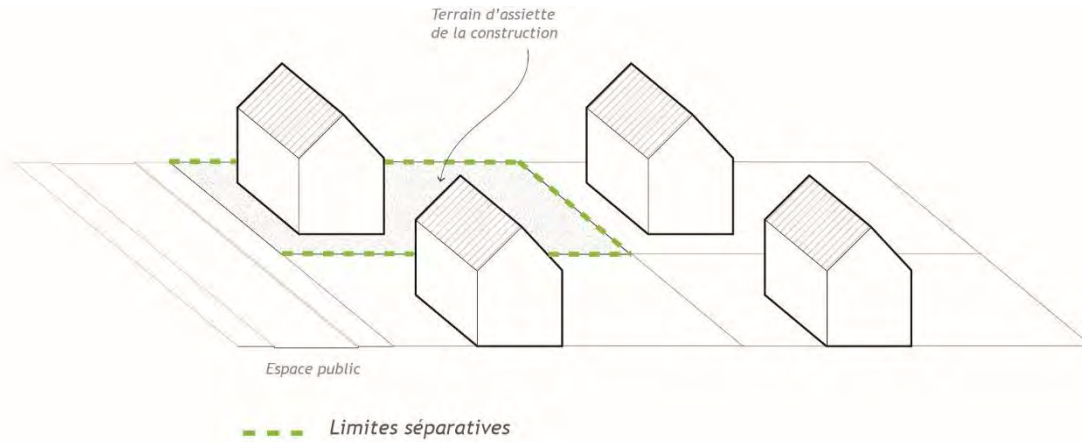 Terrain d'assiette
de la construction
Espace public
Limites séparatives